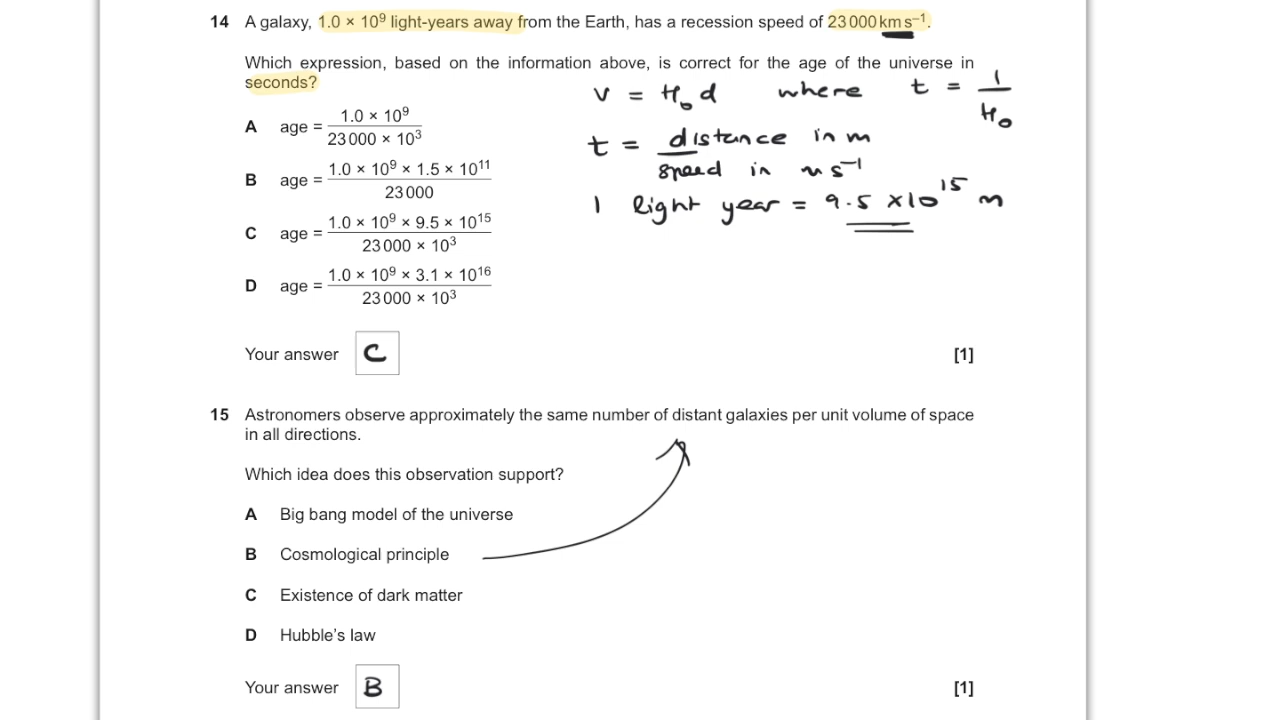 14 A galaxy, 1.0 × 10⁹ light-years away from the Earth, has a recession speed of 23 000 km s⁻¹.
Which expression, based on the information above, is correct for the age of the universe in
seconds?
v = H₀ d where t = 1 / H₀
A age = 1.0 × 10⁹ / 23 000 × 10³
t = distance in m / speed in m s⁻¹
B age = 1.0 × 10⁹ × 1.5 × 10¹¹ / 23 000
1 light year = 9.5 × 10¹⁵ m
C age = 1.0 × 10⁹ × 9.5 × 10¹⁵ / 23 000 × 10³
D age = 1.0 × 10⁹ × 3.1 × 10¹⁶ / 23 000 × 10³
Your answer C [1]
15 Astronomers observe approximately the same number of distant galaxies per unit volume of space
in all directions.
Which idea does this observation support?
A Big bang model of the universe
B Cosmological principle
C Existence of dark matter
D Hubble's law
Your answer B [1]